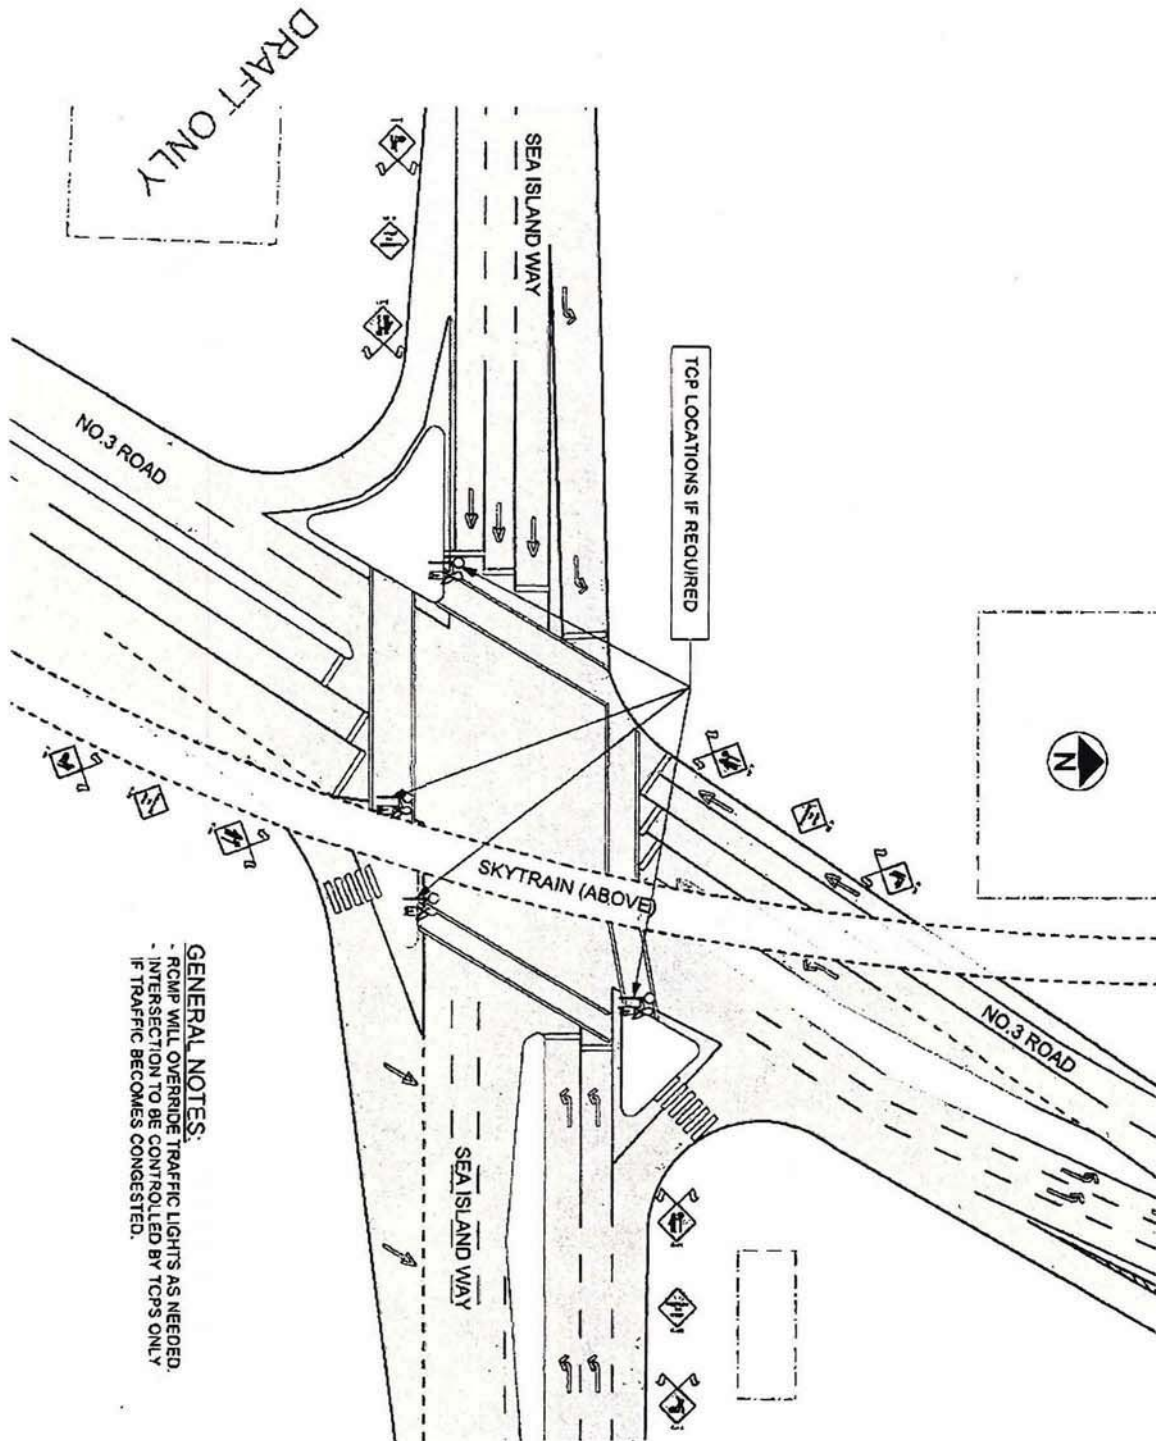 DRAFT ONLY
SEA ISLAND WAY
TCP LOCATIONS IF REQUIRED
NO.3 ROAD
N
SKYTRAIN (ABOVE)
NO.3 ROAD
SEA ISLAND WAY
GENERAL NOTES:
- RCMP WILL OVERRIDE TRAFFIC LIGHTS AS NEEDED.
- INTERSECTION TO BE CONTROLLED BY TCPS ONLY
IF TRAFFIC BECOMES CONGESTED.